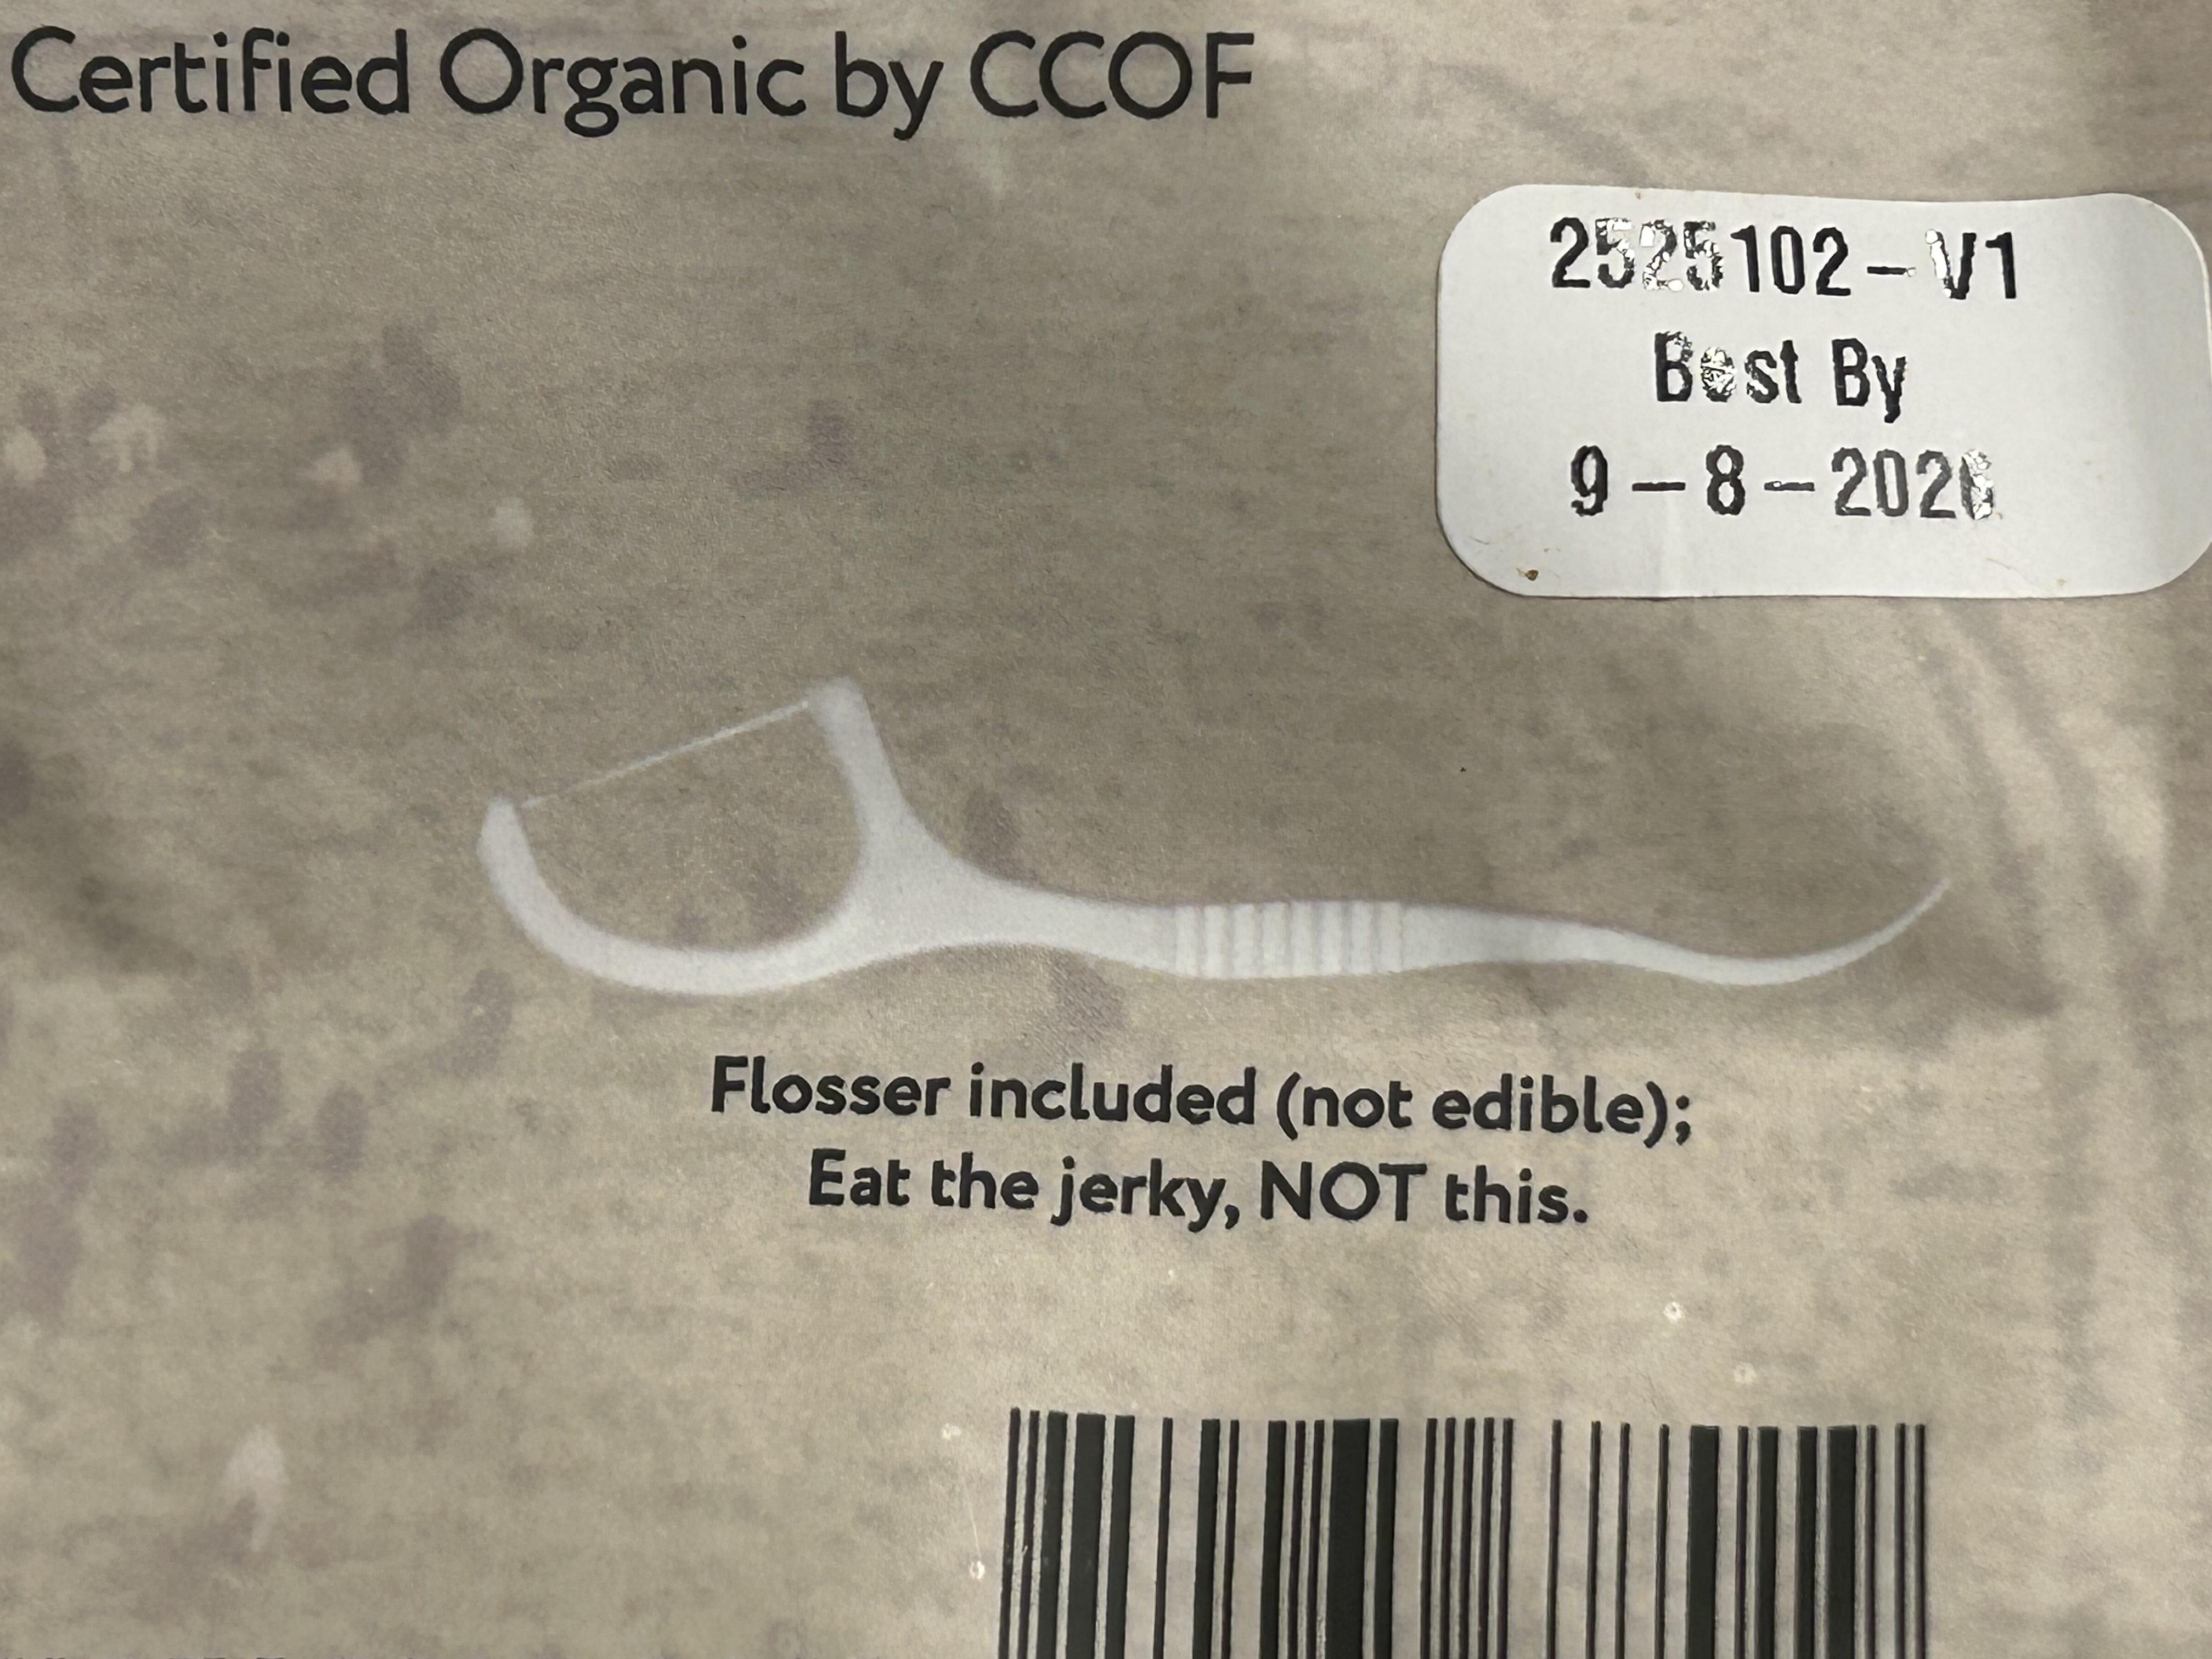 Certified Organic by CCOF
2525102-V1
Best By
9-8-2026
Flosser included (not edible);
Eat the jerky, NOT this.